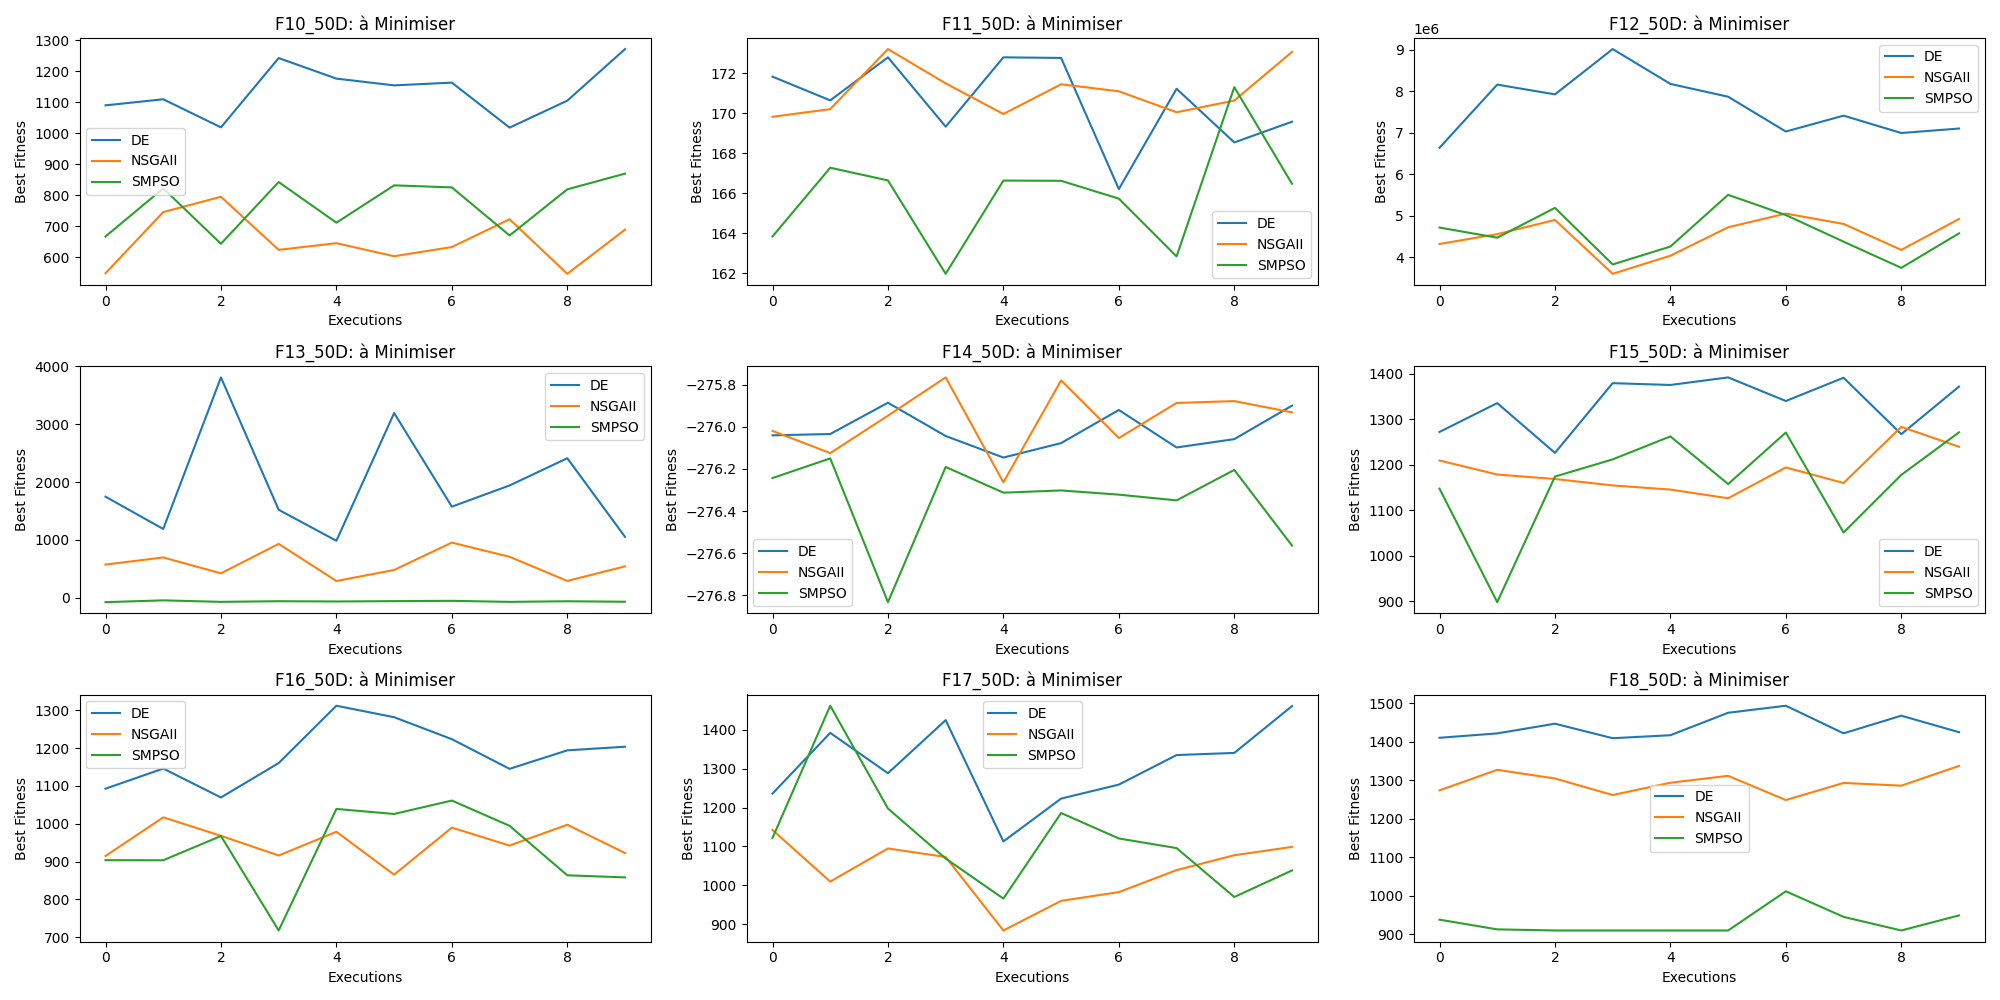 F10_50D: à Minimiser
1300
1200
1100
1000
900
800
700
600
Best Fitness
DE
NSGAII
SMPSO
0 2 4 6 8
Executions
F11_50D: à Minimiser
172
170
168
166
164
162
Best Fitness
DE
NSGAII
SMPSO
0 2 4 6 8
Executions
F12_50D: à Minimiser
1e6
9
8
7
6
5
4
Best Fitness
DE
NSGAII
SMPSO
0 2 4 6 8
Executions
F13_50D: à Minimiser
4000
3000
2000
1000
0
Best Fitness
DE
NSGAII
SMPSO
0 2 4 6 8
Executions
F14_50D: à Minimiser
−275.8
−276.0
−276.2
−276.4
−276.6
−276.8
Best Fitness
DE
NSGAII
SMPSO
0 2 4 6 8
Executions
F15_50D: à Minimiser
1400
1300
1200
1100
1000
900
Best Fitness
DE
NSGAII
SMPSO
0 2 4 6 8
Executions
F16_50D: à Minimiser
1300
1200
1100
1000
900
800
700
Best Fitness
DE
NSGAII
SMPSO
0 2 4 6 8
Executions
F17_50D: à Minimiser
1400
1300
1200
1100
1000
900
Best Fitness
DE
NSGAII
SMPSO
0 2 4 6 8
Executions
F18_50D: à Minimiser
1500
1400
1300
1200
1100
1000
900
Best Fitness
DE
NSGAII
SMPSO
0 2 4 6 8
Executions